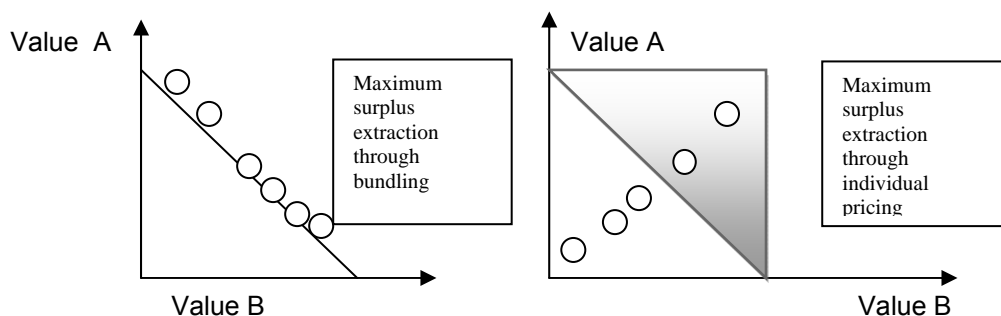 Value A
Maximum
surplus
extraction
through
bundling
Value B
Value A
Maximum
surplus
extraction
through
individual
pricing
Value B